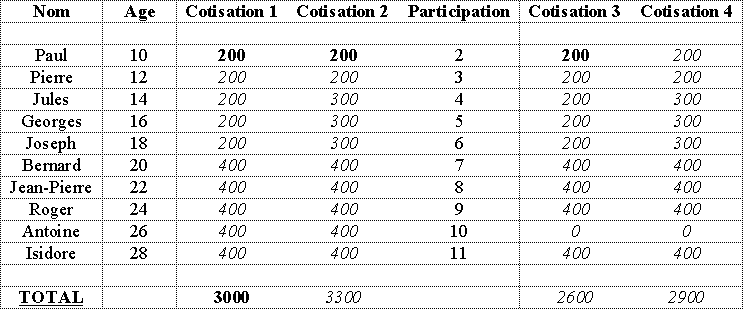 Nom Age Cotisation 1 Cotisation 2 Participation Cotisation 3 Cotisation 4
Paul 10 200 200 2 200 200
Pierre 12 200 200 3 200 200
Jules 14 200 300 4 200 300
Georges 16 200 300 5 200 300
Joseph 18 200 300 6 200 300
Bernard 20 400 400 7 400 400
Jean-Pierre 22 400 400 8 400 400
Roger 24 400 400 9 400 400
Antoine 26 400 400 10 0 0
Isidore 28 400 400 11 400 400
TOTAL 3000 3300 2600 2900